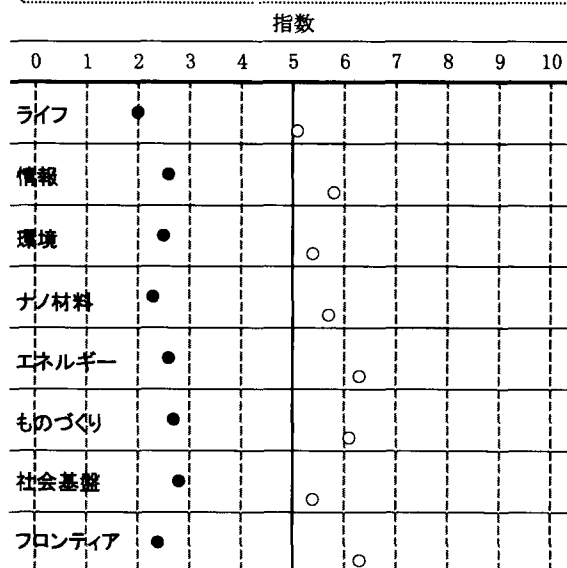 指数
0 1 2 3 4 5 6 7 8 9 10
ライフ
情報
環境
ナノ材料
エネルギー
ものづくり
社会基盤
フロンティア